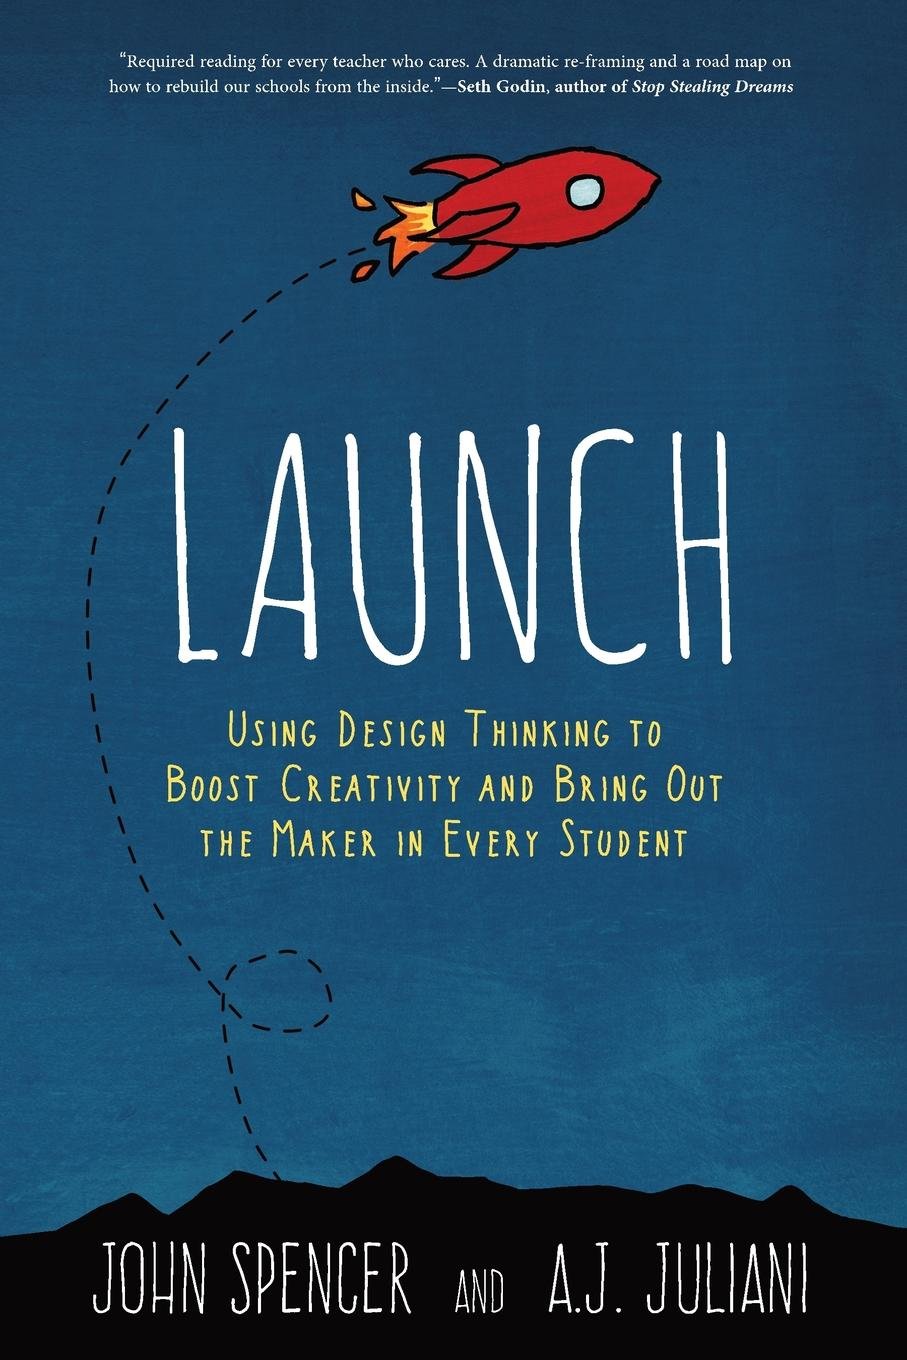 “Required reading for every teacher who cares. A dramatic re-framing and a road map on
how to rebuild our schools from the inside.”—Seth Godin, author of Stop Stealing Dreams
LAUNCH
USING DESIGN THINKING TO
BOOST CREATIVITY AND BRING OUT
THE MAKER IN EVERY STUDENT
JOHN SPENCER AND A.J. JULIANI